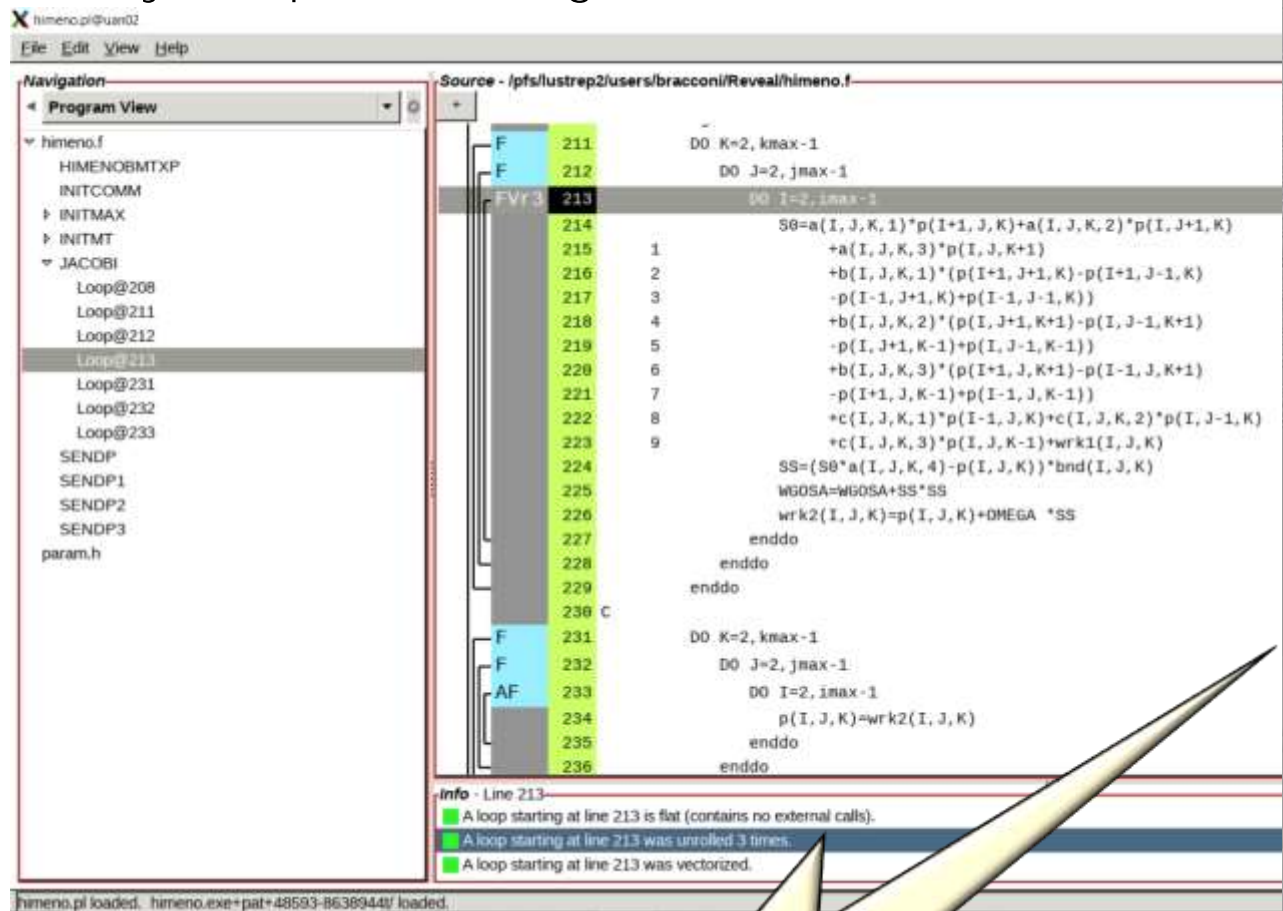 himeno.pl@uan02
File Edit View Help
Navigation
Program View
himeno.f
HIMENOBMTXP
INITCOMM
INITMAX
INITMT
JACOBI
Loop@208
Loop@211
Loop@212
Loop@213
Loop@231
Loop@232
Loop@233
SENDP
SENDP1
SENDP2
SENDP3
param.h
Source - /pfs/lustrep2/users/bracconi/Reveal/himeno.f
+
F 211 DO K=2,kmax-1
F 212 DO J=2,jmax-1
FVr3 213 DO I=2,imax-1
214 S0=a(I,J,K,1)*p(I+1,J,K)+a(I,J,K,2)*p(I,J+1,K)
215 1 +a(I,J,K,3)*p(I,J,K+1)
216 2 +b(I,J,K,1)*(p(I+1,J+1,K)-p(I+1,J-1,K)
217 3 -p(I-1,J+1,K)+p(I-1,J-1,K))
218 4 +b(I,J,K,2)*(p(I,J+1,K+1)-p(I,J-1,K+1)
219 5 -p(I,J+1,K-1)+p(I,J-1,K-1))
220 6 +b(I,J,K,3)*(p(I+1,J,K+1)-p(I-1,J,K+1)
221 7 -p(I+1,J,K-1)+p(I-1,J,K-1))
222 8 +c(I,J,K,1)*p(I-1,J,K)+c(I,J,K,2)*p(I,J-1,K)
223 9 +c(I,J,K,3)*p(I,J,K-1)+wrk1(I,J,K)
224 SS=(S0*a(I,J,K,4)-p(I,J,K))*bnd(I,J,K)
225 WGOSA=WGOSA+SS*SS
226 wrk2(I,J,K)=p(I,J,K)+OMEGA *SS
227 enddo
228 enddo
229 enddo
230 C
F 231 DO K=2,kmax-1
F 232 DO J=2,jmax-1
AF 233 DO I=2,imax-1
234 p(I,J,K)=wrk2(I,J,K)
235 enddo
236 enddo
Info - Line 213
A loop starting at line 213 is flat (contains no external calls).
A loop starting at line 213 was unrolled 3 times.
A loop starting at line 213 was vectorized.
himeno.pl loaded. himeno.exe+pat+48593-8638944t/ loaded.